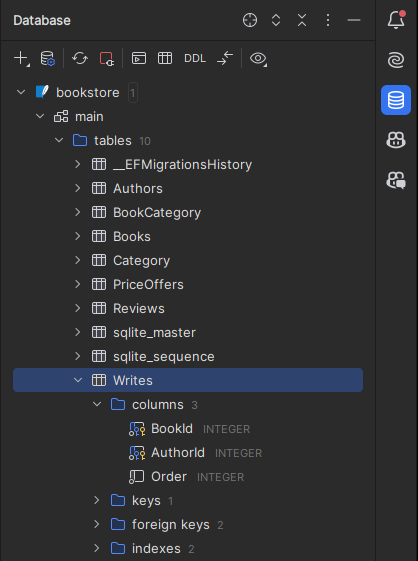 Database
DDL
bookstore 1
main
tables 10
__EFMigrationsHistory
Authors
BookCategory
Books
Category
PriceOffers
Reviews
sqlite_master
sqlite_sequence
Writes
columns 3
BookId INTEGER
AuthorId INTEGER
Order INTEGER
keys 1
foreign keys 2
indexes 2